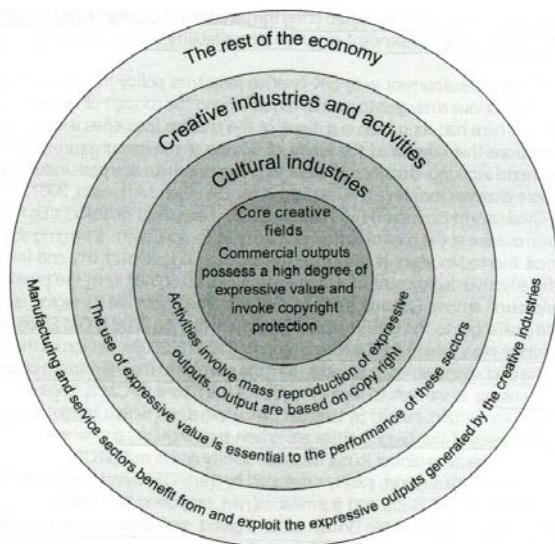 The rest of the economy
Creative industries and activities
Cultural industries
Core creative
fields
Commercial outputs
possess a high degree of
expressive value and
invoke copyright
protection
Activities involve mass reproduction of expressive
outputs. Output are based on copy right
The use of expressive value is essential to the performance of these sectors
Manufacturing and service sectors benefit from and exploit the expressive outputs generated by the creative industries